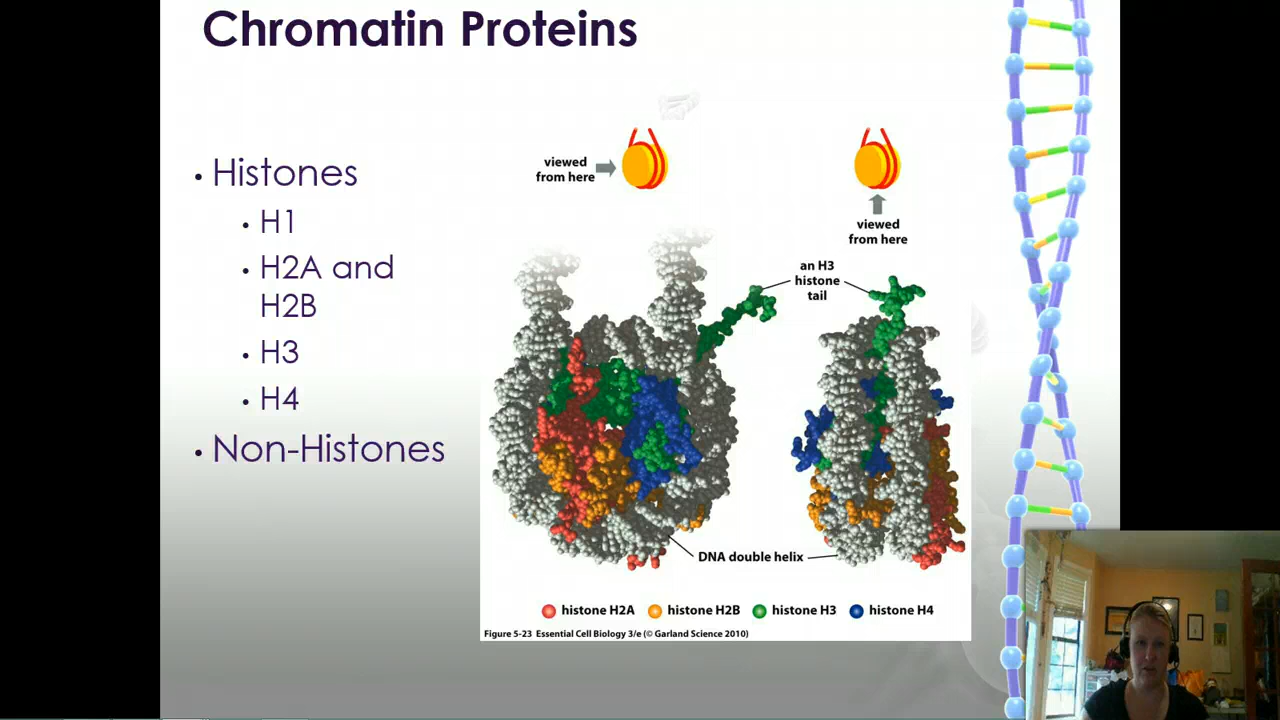 Chromatin Proteins
• Histones
• H1
• H2A and
H2B
• H3
• H4
• Non-Histones
viewed
from here
viewed
from here
an H3
histone
tail
DNA double helix
histone H2A histone H2B histone H3 histone H4
Figure 5-23 Essential Cell Biology 3/e (© Garland Science 2010)